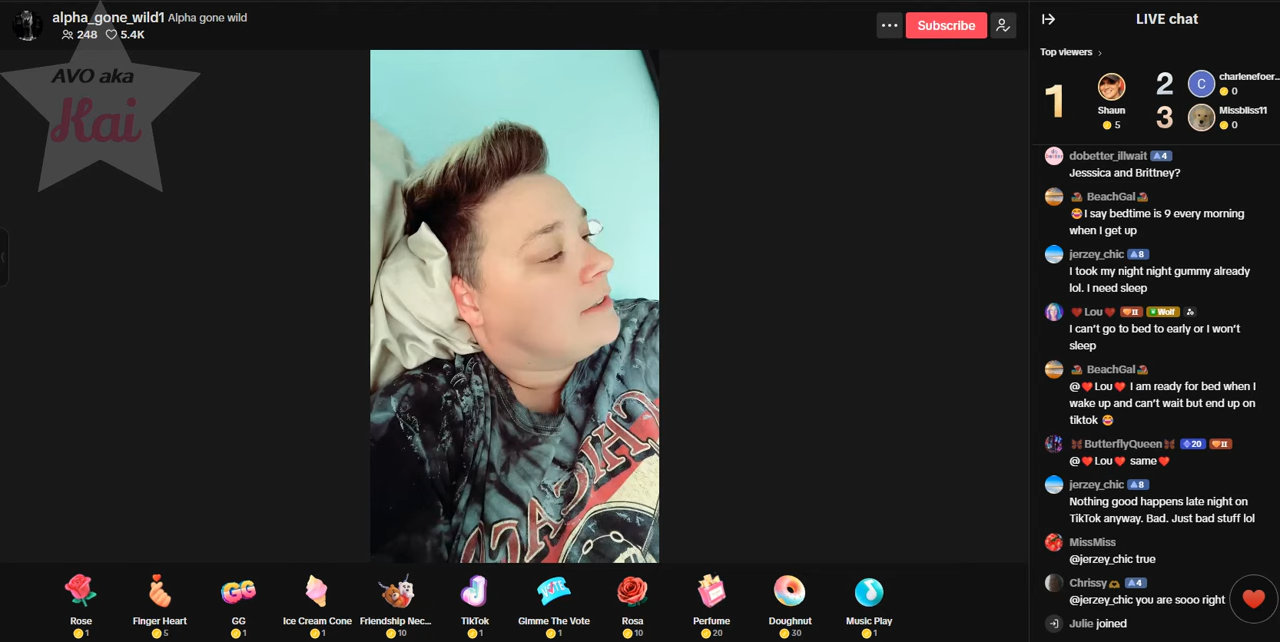 alpha_gone_wild1 Alpha gone wild
248 5.4K
Subscribe
AVO aka
Kai
LIVE chat
Top viewers
1
Shaun
5
2
C
charlenefoer...
0
3
Missbliss11
0
dobetter_illwait 4
Jesssica and Brittney?
BeachGal
😂I say bedtime is 9 every morning
when I get up
jerzey_chic 8
I took my night night gummy already
lol. I need sleep
❤️Lou❤️ II Wolf
I can't go to bed to early or I won't
sleep
BeachGal
@❤️Lou❤️ I am ready for bed when I
wake up and can't wait but end up on
tiktok 😂
ButterflyQueen 20 II
@❤️Lou❤️ same❤️
jerzey_chic 8
Nothing good happens late night on
TikTok anyway. Bad. Just bad stuff lol
MissMiss
@jerzey_chic true
Chrissy 4
@jerzey_chic you are sooo right
Julie joined
CHICAGO
GG
VOTE
Rose
1
Finger Heart
5
GG
1
Ice Cream Cone
1
Friendship Nec...
10
TikTok
1
Gimme The Vote
1
Rosa
10
Perfume
20
Doughnut
30
Music Play
1